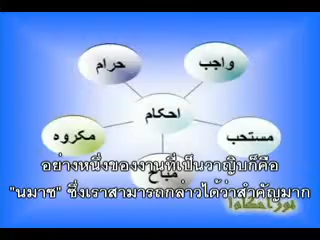 حرام
واجب
احکام
مکروه
مستحب
مباح
อย่างหนึ่งของงานที่เป็นวาญิบก็คือ
"นมาซ" ซึ่งเราสามารถกล่าวได้ว่าสำคัญมาก